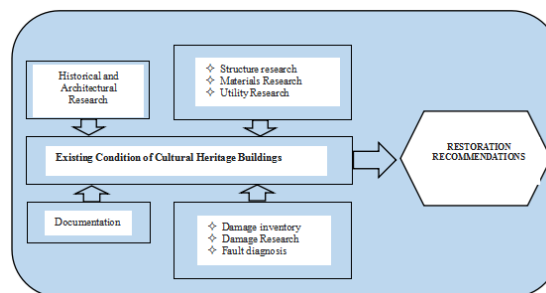 Historical and
Architectural
Research
✧ Structure research
✧ Materials Research
✧ Utility Research
Existing Condition of Cultural Heritage Buildings
RESTORATION
RECOMMENDATIONS
Documentation
✧ Damage inventory
✧ Damage Research
✧ Fault diagnosis